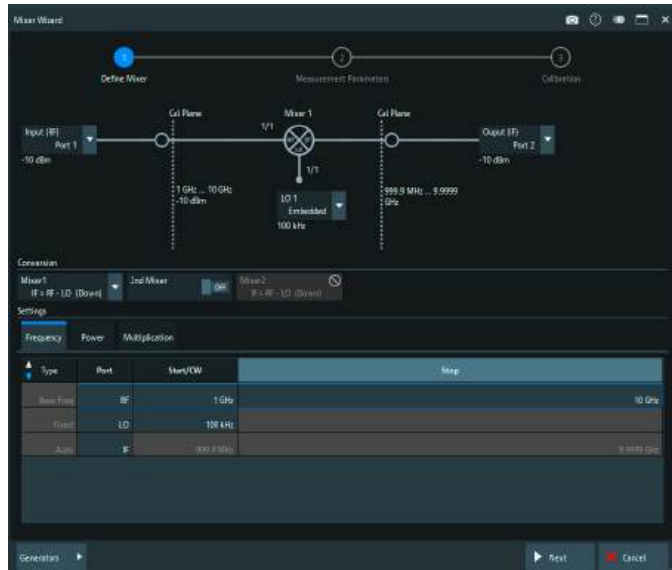 Mixer Wizard
1
2
3
Define Mixer
Measurement Parameters
Calibration
Cal Plane
Mixer 1
Cal Plane
Input (RF)
Port 1
-10 dBm
1/1
Ouput (IF)
Port 2
-10 dBm
1/1
1 GHz ... 10 GHz
-10 dBm
LO 1
Embedded
100 kHz
999.9 MHz ... 9.9999
GHz
Conversion
Mixer1
IF = RF - LO (Down)
2nd Mixer
Off
Mixer2
IF = RF - LO (Down)
Settings
Frequency
Power
Multiplication
Type
Port
Start/CW
Stop
Base Freq
RF
1 GHz
10 GHz
Fixed
LO
100 kHz
Auto
IF
999.9 MHz
9.9999 GHz
Generators
Next
Cancel